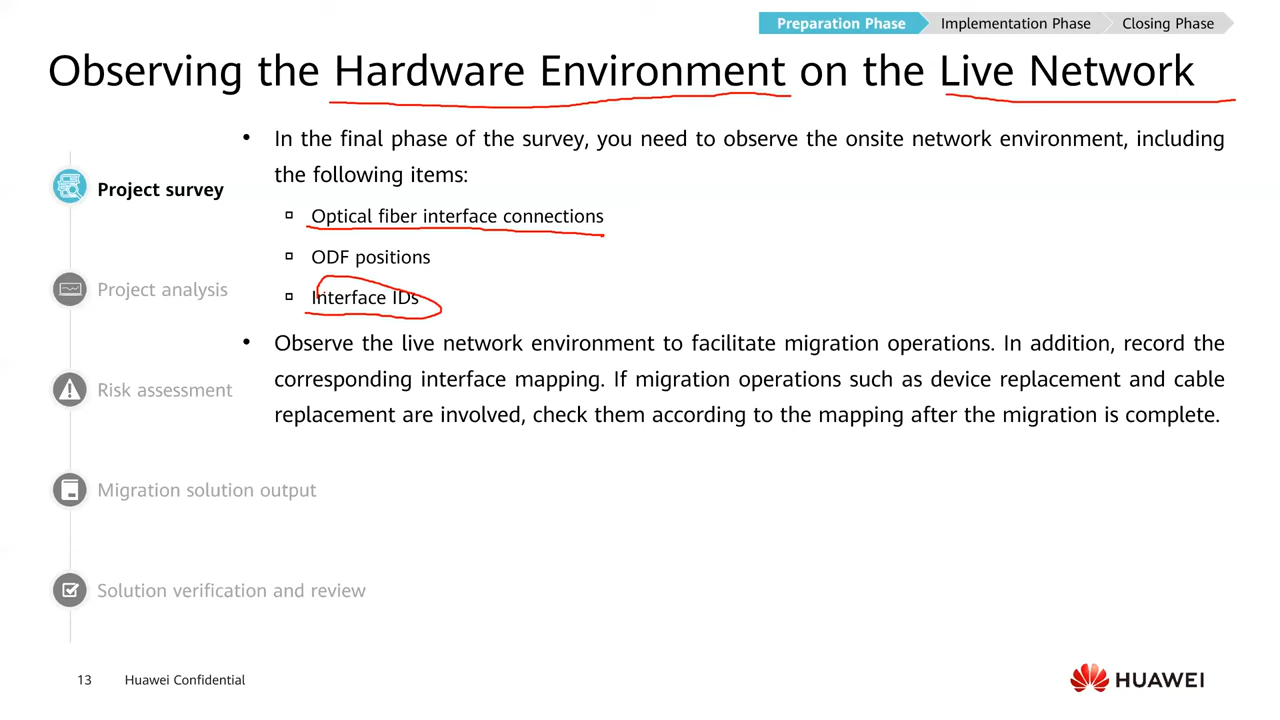 Preparation Phase
Implementation Phase
Closing Phase
Observing the Hardware Environment on the Live Network
• In the final phase of the survey, you need to observe the onsite network environment, including
the following items:
Optical fiber interface connections
ODF positions
Interface IDs
• Observe the live network environment to facilitate migration operations. In addition, record the
corresponding interface mapping. If migration operations such as device replacement and cable
replacement are involved, check them according to the mapping after the migration is complete.
Project survey
Project analysis
Risk assessment
Migration solution output
Solution verification and review
13 Huawei Confidential
HUAWEI